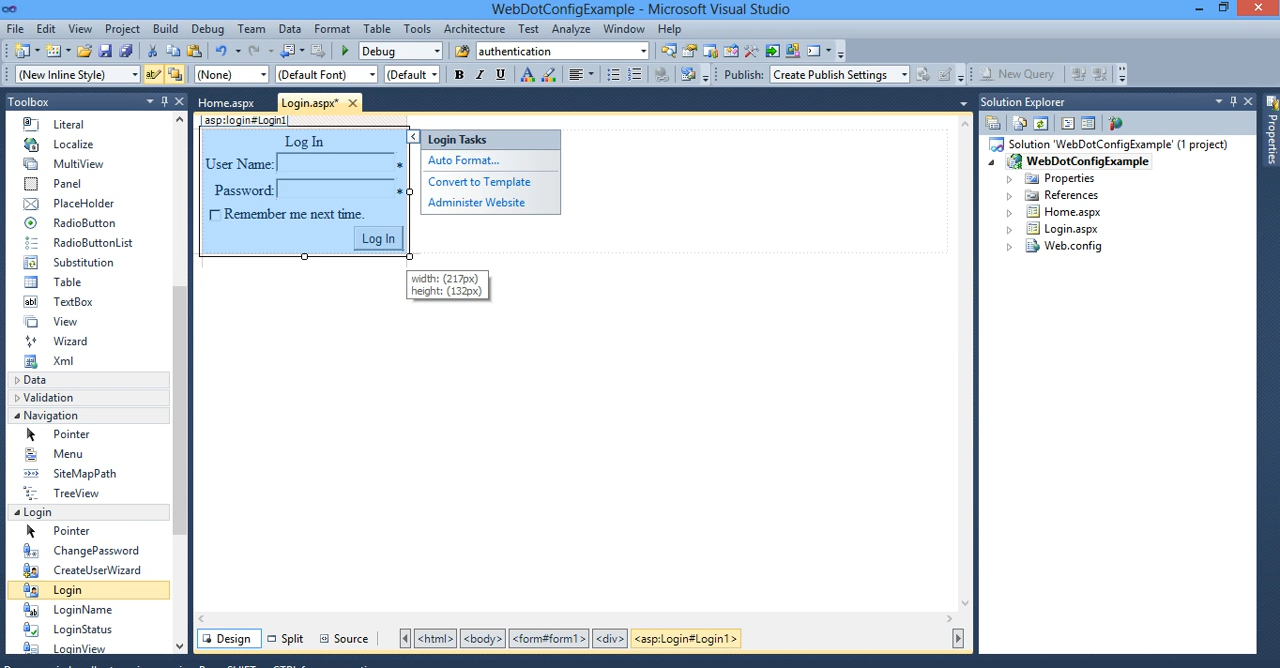 WebDotConfigExample - Microsoft Visual Studio
File Edit View Project Build Debug Team Data Format Table Tools Architecture Test Analyze Window Help
Debug authentication
(New Inline Style) (None) (Default Font) (Default B I U A Publish: Create Publish Settings New Query
Toolbox
Literal
Localize
MultiView
Panel
PlaceHolder
RadioButton
RadioButtonList
Substitution
Table
TextBox
View
Wizard
Xml
Data
Validation
Navigation
Pointer
Menu
SiteMapPath
TreeView
Login
Pointer
ChangePassword
CreateUserWizard
Login
LoginName
LoginStatus
LoginView
Home.aspx Login.aspx*
asp:login#Login1
Log In
User Name: *
Password: *
Remember me next time.
Log In
Login Tasks
Auto Format...
Convert to Template
Administer Website
width: (217px)
height: (132px)
Design Split Source <html> <body> <form#form1> <div> <asp:Login#Login1>
Solution Explorer
Solution 'WebDotConfigExample' (1 project)
WebDotConfigExample
Properties
References
Home.aspx
Login.aspx
Web.config
Properties